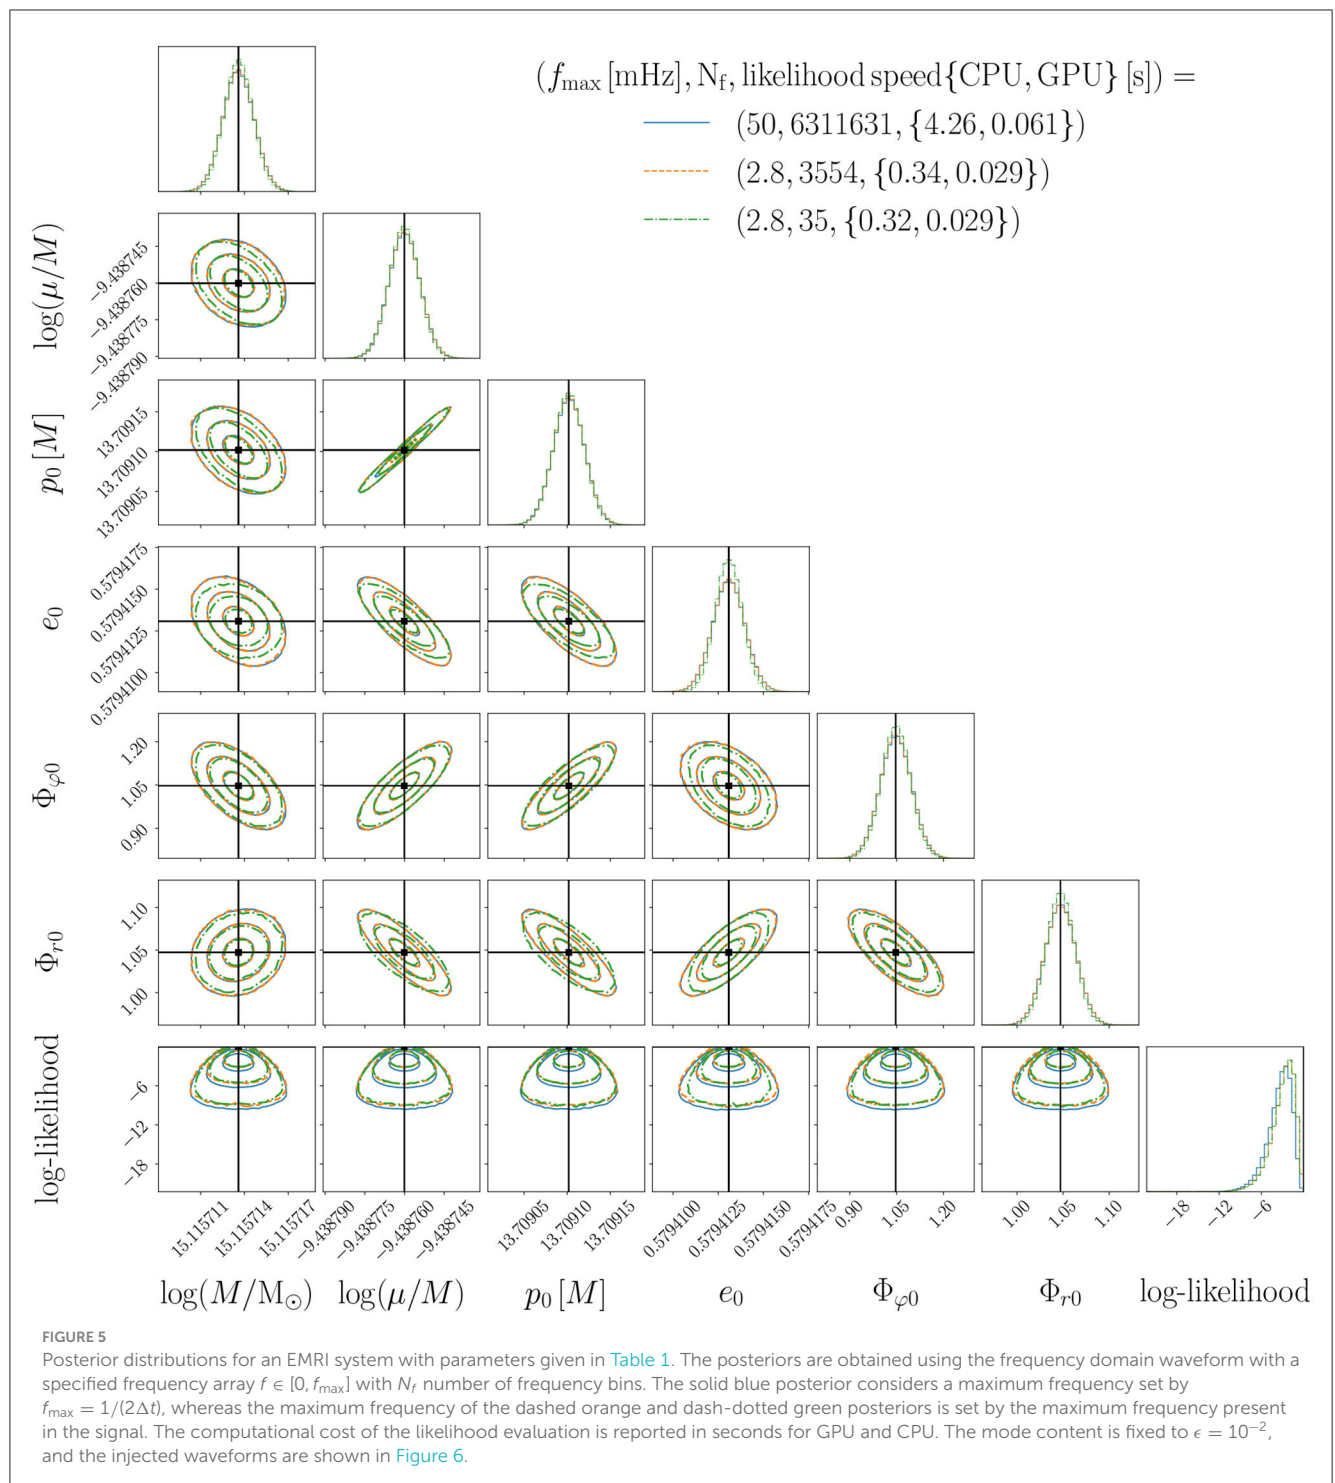 (f_max [mHz], N_f, likelihood speed{CPU, GPU} [s]) =
(50, 6311631, {4.26, 0.061})
(2.8, 3554, {0.34, 0.029})
(2.8, 35, {0.32, 0.029})
log(μ/M)
−9.438745
−9.438760
−9.438775
−9.438790
p_0 [M]
13.70915
13.70910
13.70905
e_0
0.5794175
0.5794150
0.5794125
0.5794100
Φ_φ0
1.20
1.05
0.90
Φ_r0
1.10
1.05
1.00
log-likelihood
−6
−12
−18
15.115711 15.115714 15.115717 −9.438790 −9.438775 −9.438760 −9.438745 13.70905 13.70910 13.70915 0.5794100 0.5794125 0.5794150 0.5794175 0.90 1.05 1.20 1.00 1.05 1.10 −18 −12 −6
log(M/M⊙) log(μ/M) p_0 [M] e_0 Φ_φ0 Φ_r0 log-likelihood
FIGURE 5
Posterior distributions for an EMRI system with parameters given in Table 1. The posteriors are obtained using the frequency domain waveform with a
specified frequency array f ∈ [0, f_max] with N_f number of frequency bins. The solid blue posterior considers a maximum frequency set by
f_max = 1/(2Δt), whereas the maximum frequency of the dashed orange and dash-dotted green posteriors is set by the maximum frequency present
in the signal. The computational cost of the likelihood evaluation is reported in seconds for GPU and CPU. The mode content is fixed to ϵ = 10⁻²,
and the injected waveforms are shown in Figure 6.